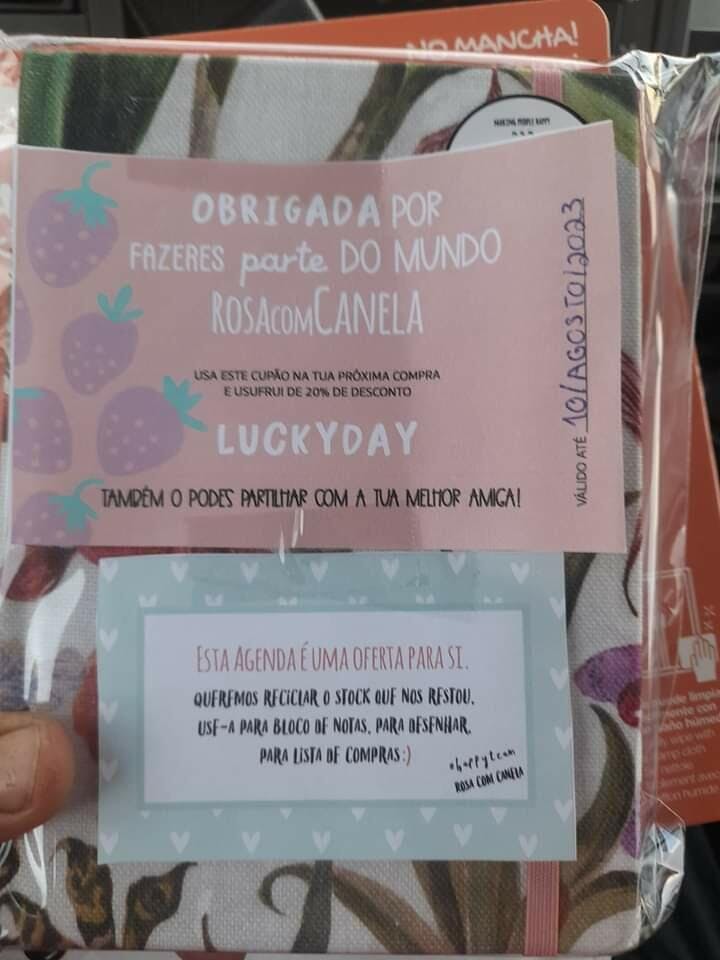 NO MANCHA!
MAKING PEOPLE HAPPY
OBRIGADA POR
FAZERES parte DO MUNDO
ROSAcomCANELA
USA ESTE CUPÃO NA TUA PRÓXIMA COMPRA
E USUFRUI DE 20% DE DESCONTO
LUCKYDAY
TAMBÉM O PODES PARTILHAR COM A TUA MELHOR AMIGA!
VÁLIDO ATÉ 10/AGOSTO/2023
ESTA AGENDA É UMA OFERTA PARA SI.
QUEREMOS RECICLAR O STOCK QUE NOS RESTOU.
USE-A PARA BLOCO DE NOTAS, PARA DESENHAR,
PARA LISTA DE COMPRAS:)
#happyteam
ROSA COM CANELA